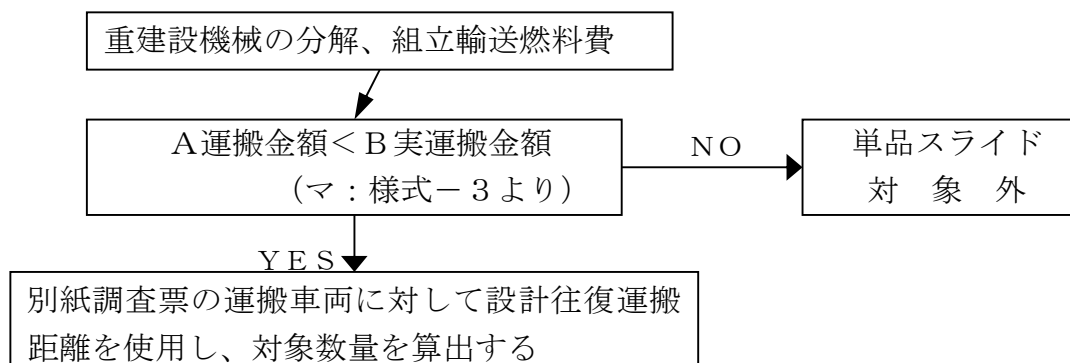 重建設機械の分解、組立輸送燃料費
A運搬金額＜B実運搬金額
（マ：様式－３より）
ＮＯ
単品スライド
対　象　外
ＹＥＳ
別紙調査票の運搬車両に対して設計往復運搬
距離を使用し、対象数量を算出する